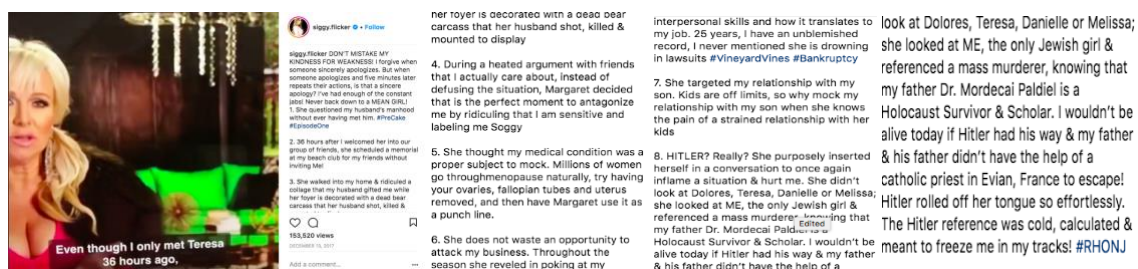 Even though I only met Teresa
36 hours ago,
siggy.flicker • Follow
siggy.flicker DON'T MISTAKE MY
KINDNESS FOR WEAKNESS! I forgive when
someone sincerely apologizes. But when
someone apologizes and five minutes later
repeats their actions, is that a sincere
apology? I've had enough of the constant
jabs! Never back down to a MEAN GIRL!
1. She questioned my husband's manhood
without ever having met him. #PreCake
#EpisodeOne
2. 36 hours after I welcomed her into our
group of friends, she scheduled a memorial
at my beach club for my friends without
inviting Me!
3. She walked into my home & ridiculed a
collage that my husband gifted me while
her foyer is decorated with a dead bear
carcass that her husband shot, killed &
153,520 views
DECEMBER 15, 2017
Add a comment...
her foyer is decorated with a dead bear
carcass that her husband shot, killed &
mounted to display
4. During a heated argument with friends
that I actually care about, instead of
defusing the situation, Margaret decided
that is the perfect moment to antagonize
me by ridiculing that I am sensitive and
labeling me Soggy
5. She thought my medical condition was a
proper subject to mock. Millions of women
go throughmenopause naturally, try having
your ovaries, fallopian tubes and uterus
removed, and then have Margaret use it as
a punch line.
6. She does not waste an opportunity to
attack my business. Throughout the
season she reveled in poking at my
interpersonal skills and how it translates to
my job. 25 years, I have an unblemished
record, I never mentioned she is drowning
in lawsuits #VineyardVines #Bankruptcy
7. She targeted my relationship with my
son. Kids are off limits, so why mock my
relationship with my son when she knows
the pain of a strained relationship with her
kids
8. HITLER? Really? She purposely inserted
herself in a conversation to once again
inflame a situation & hurt me. She didn't
look at Dolores, Teresa, Danielle or Melissa;
she looked at ME, the only Jewish girl &
referenced a mass murderer, knowing that
Edited
my father Dr. Mordecai Paldiel is a
Holocaust Survivor & Scholar. I wouldn't be
alive today if Hitler had his way & my father
& his father didn't have the help of a
look at Dolores, Teresa, Danielle or Melissa;
she looked at ME, the only Jewish girl &
referenced a mass murderer, knowing that
my father Dr. Mordecai Paldiel is a
Holocaust Survivor & Scholar. I wouldn't be
alive today if Hitler had his way & my father
& his father didn't have the help of a
catholic priest in Evian, France to escape!
Hitler rolled off her tongue so effortlessly.
The Hitler reference was cold, calculated &
meant to freeze me in my tracks! #RHONJ